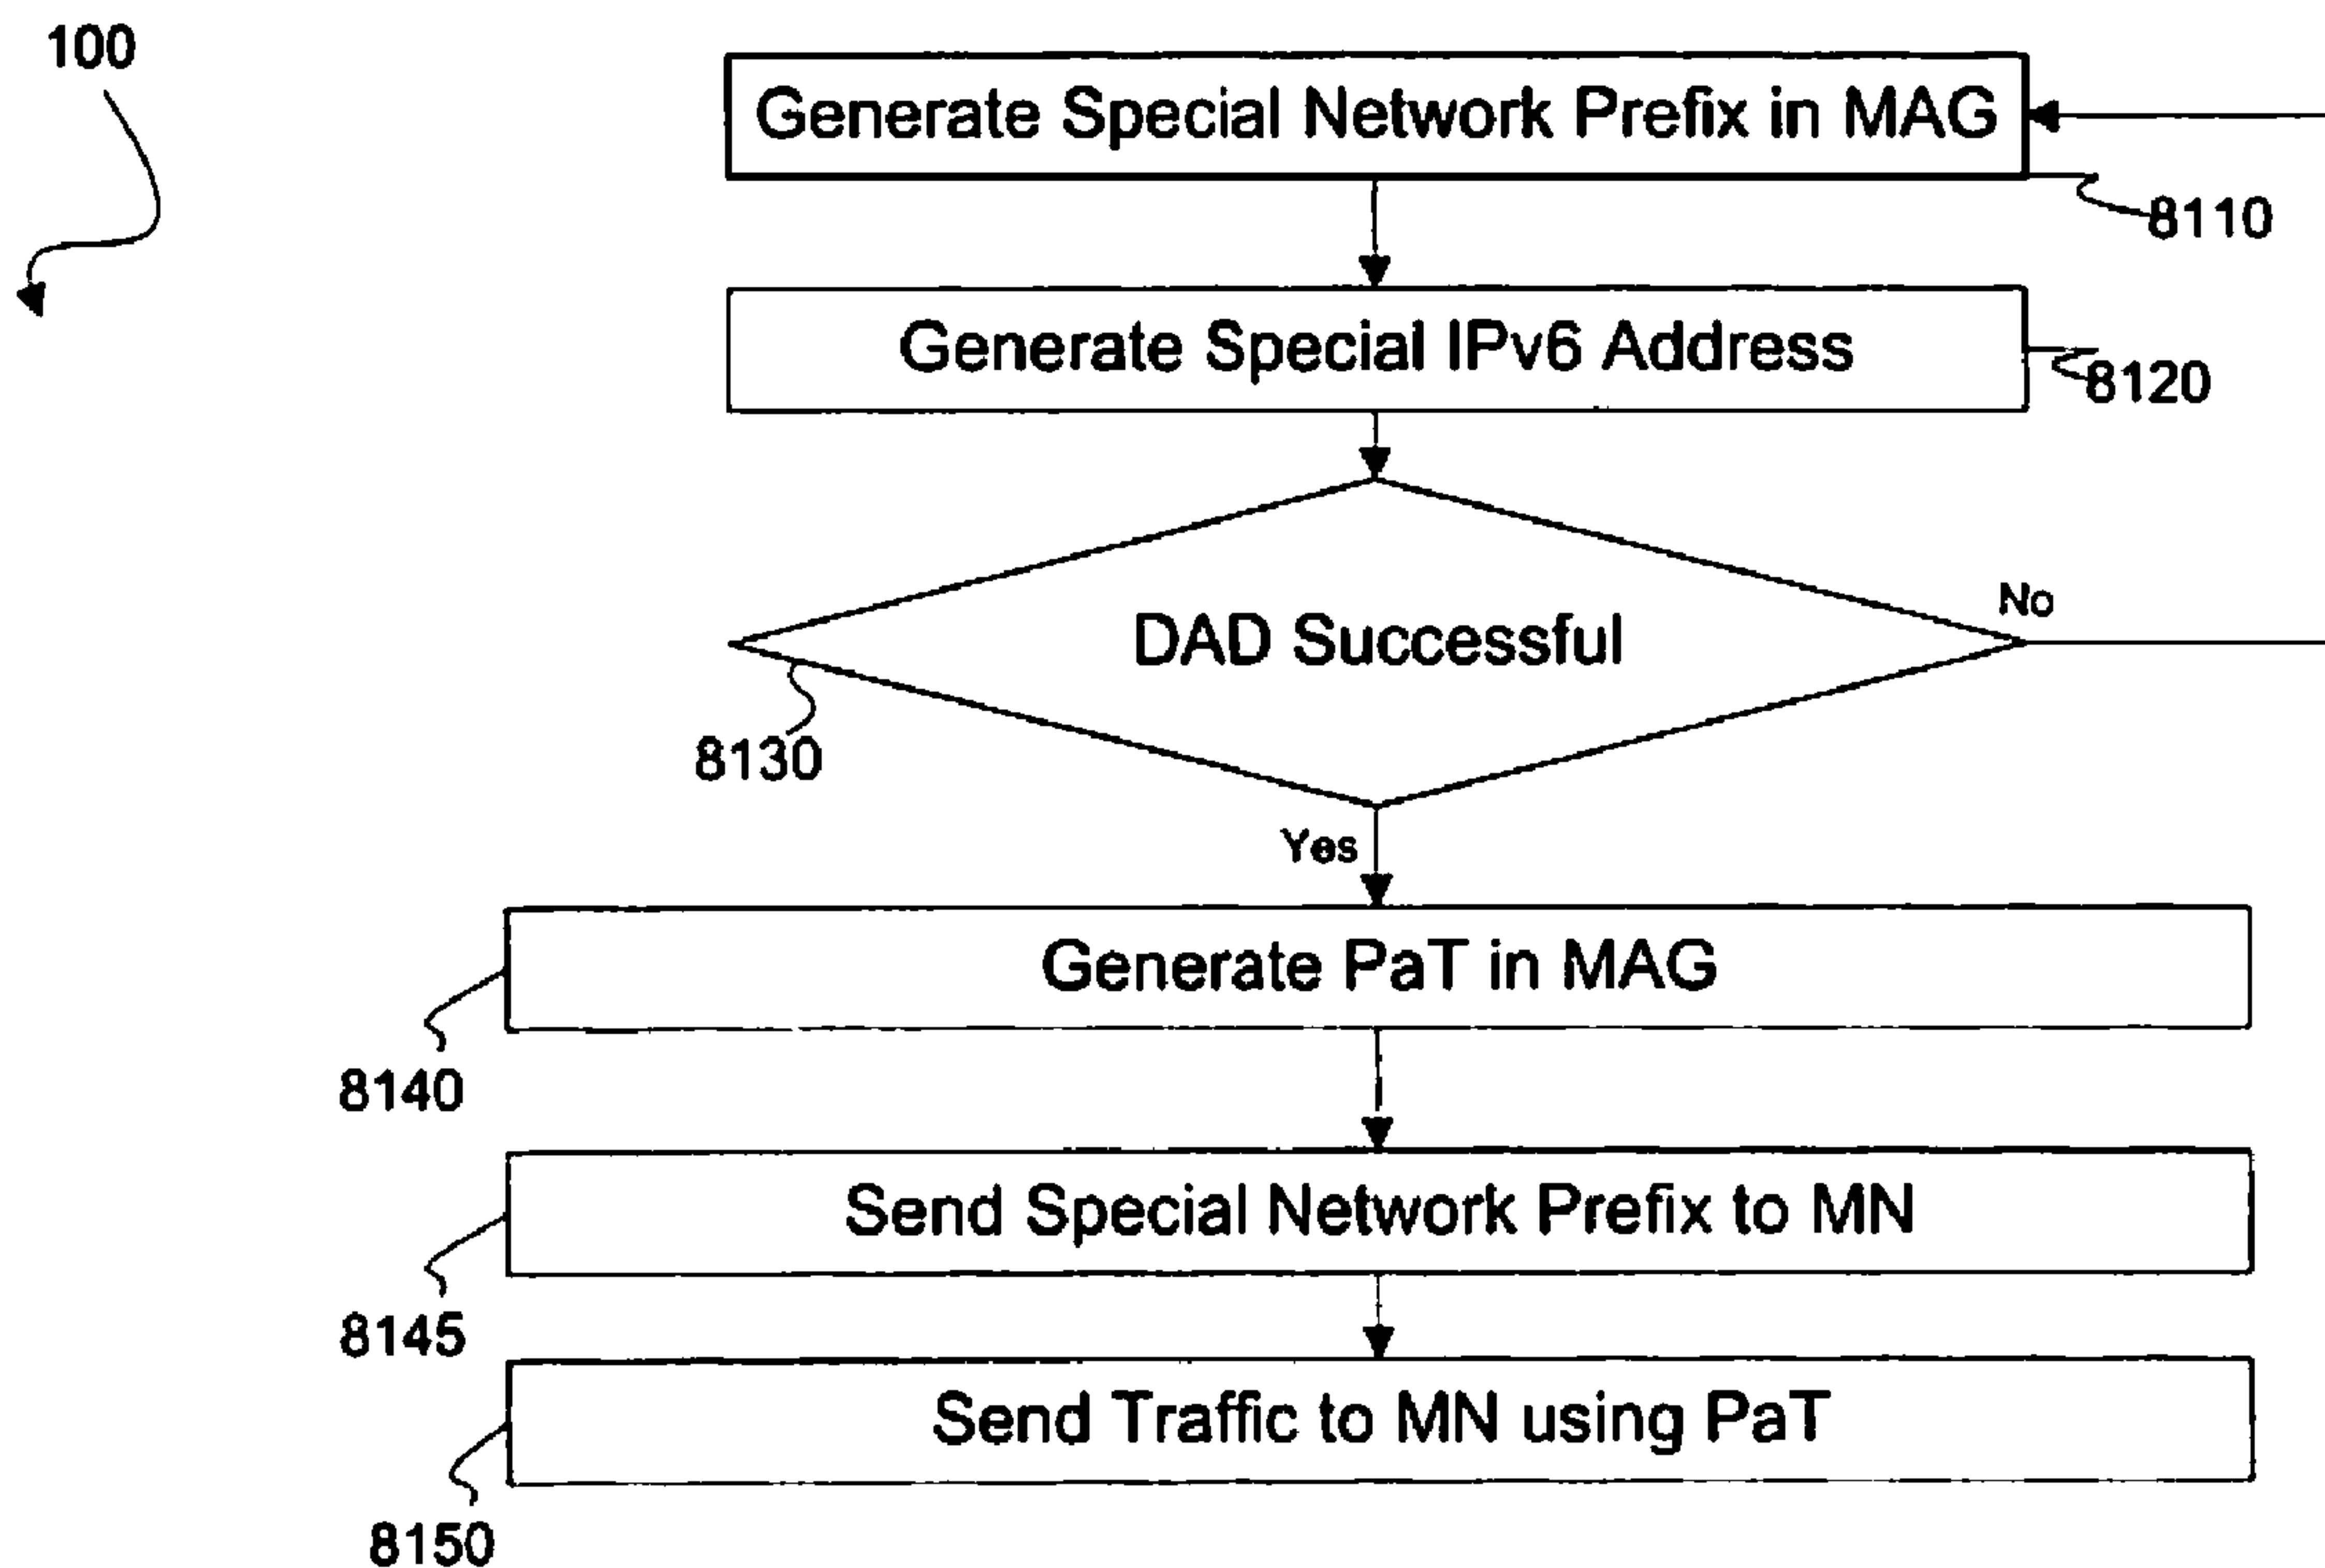 100
Generate Special Network Prefix in MAG
8110
Generate Special IPv6 Address
8120
No
DAD Successful
8130
Yes
Generate PaT in MAG
8140
Send Special Network Prefix to MN
8145
Send Traffic to MN using PaT
8150